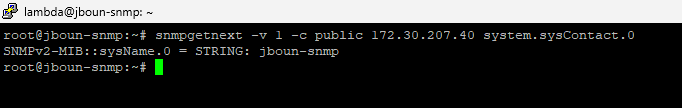 lambda@jboun-snmp: ~
root@jboun-snmp:~# snmpgetnext -v 1 -c public 172.30.207.40 system.sysContact.0
SNMPv2-MIB::sysName.0 = STRING: jboun-snmp
root@jboun-snmp:~#